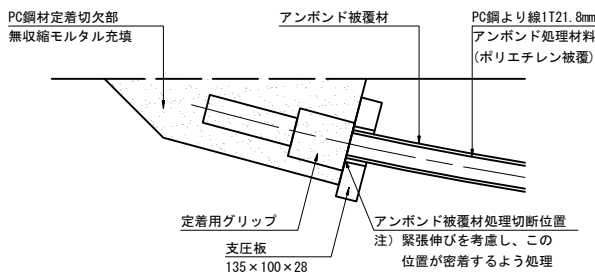 PC鋼材定着切欠部
無収縮モルタル充填
アンボンド被覆材
PC鋼より線1T21.8mm
アンボンド処理材料
(ポリエチレン被覆)
定着用グリップ
支圧板
135×100×28
アンボンド被覆材処理切断位置
注) 緊張伸びを考慮し、この
位置が密着するよう処理